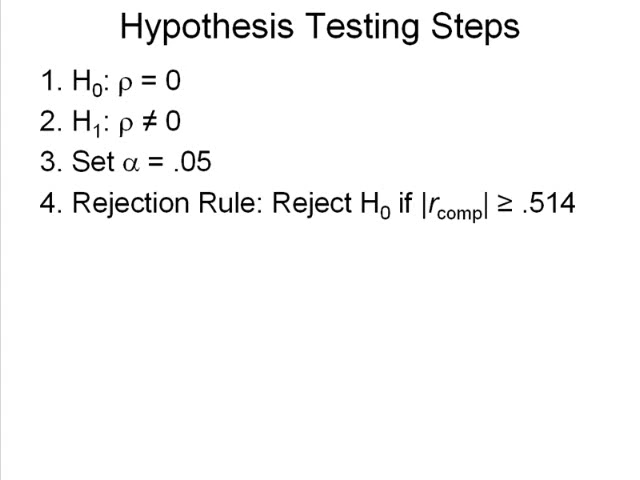 Hypothesis Testing Steps
1. H₀: ρ = 0
2. H₁: ρ ≠ 0
3. Set α = .05
4. Rejection Rule: Reject H₀ if |r_comp| ≥ .514